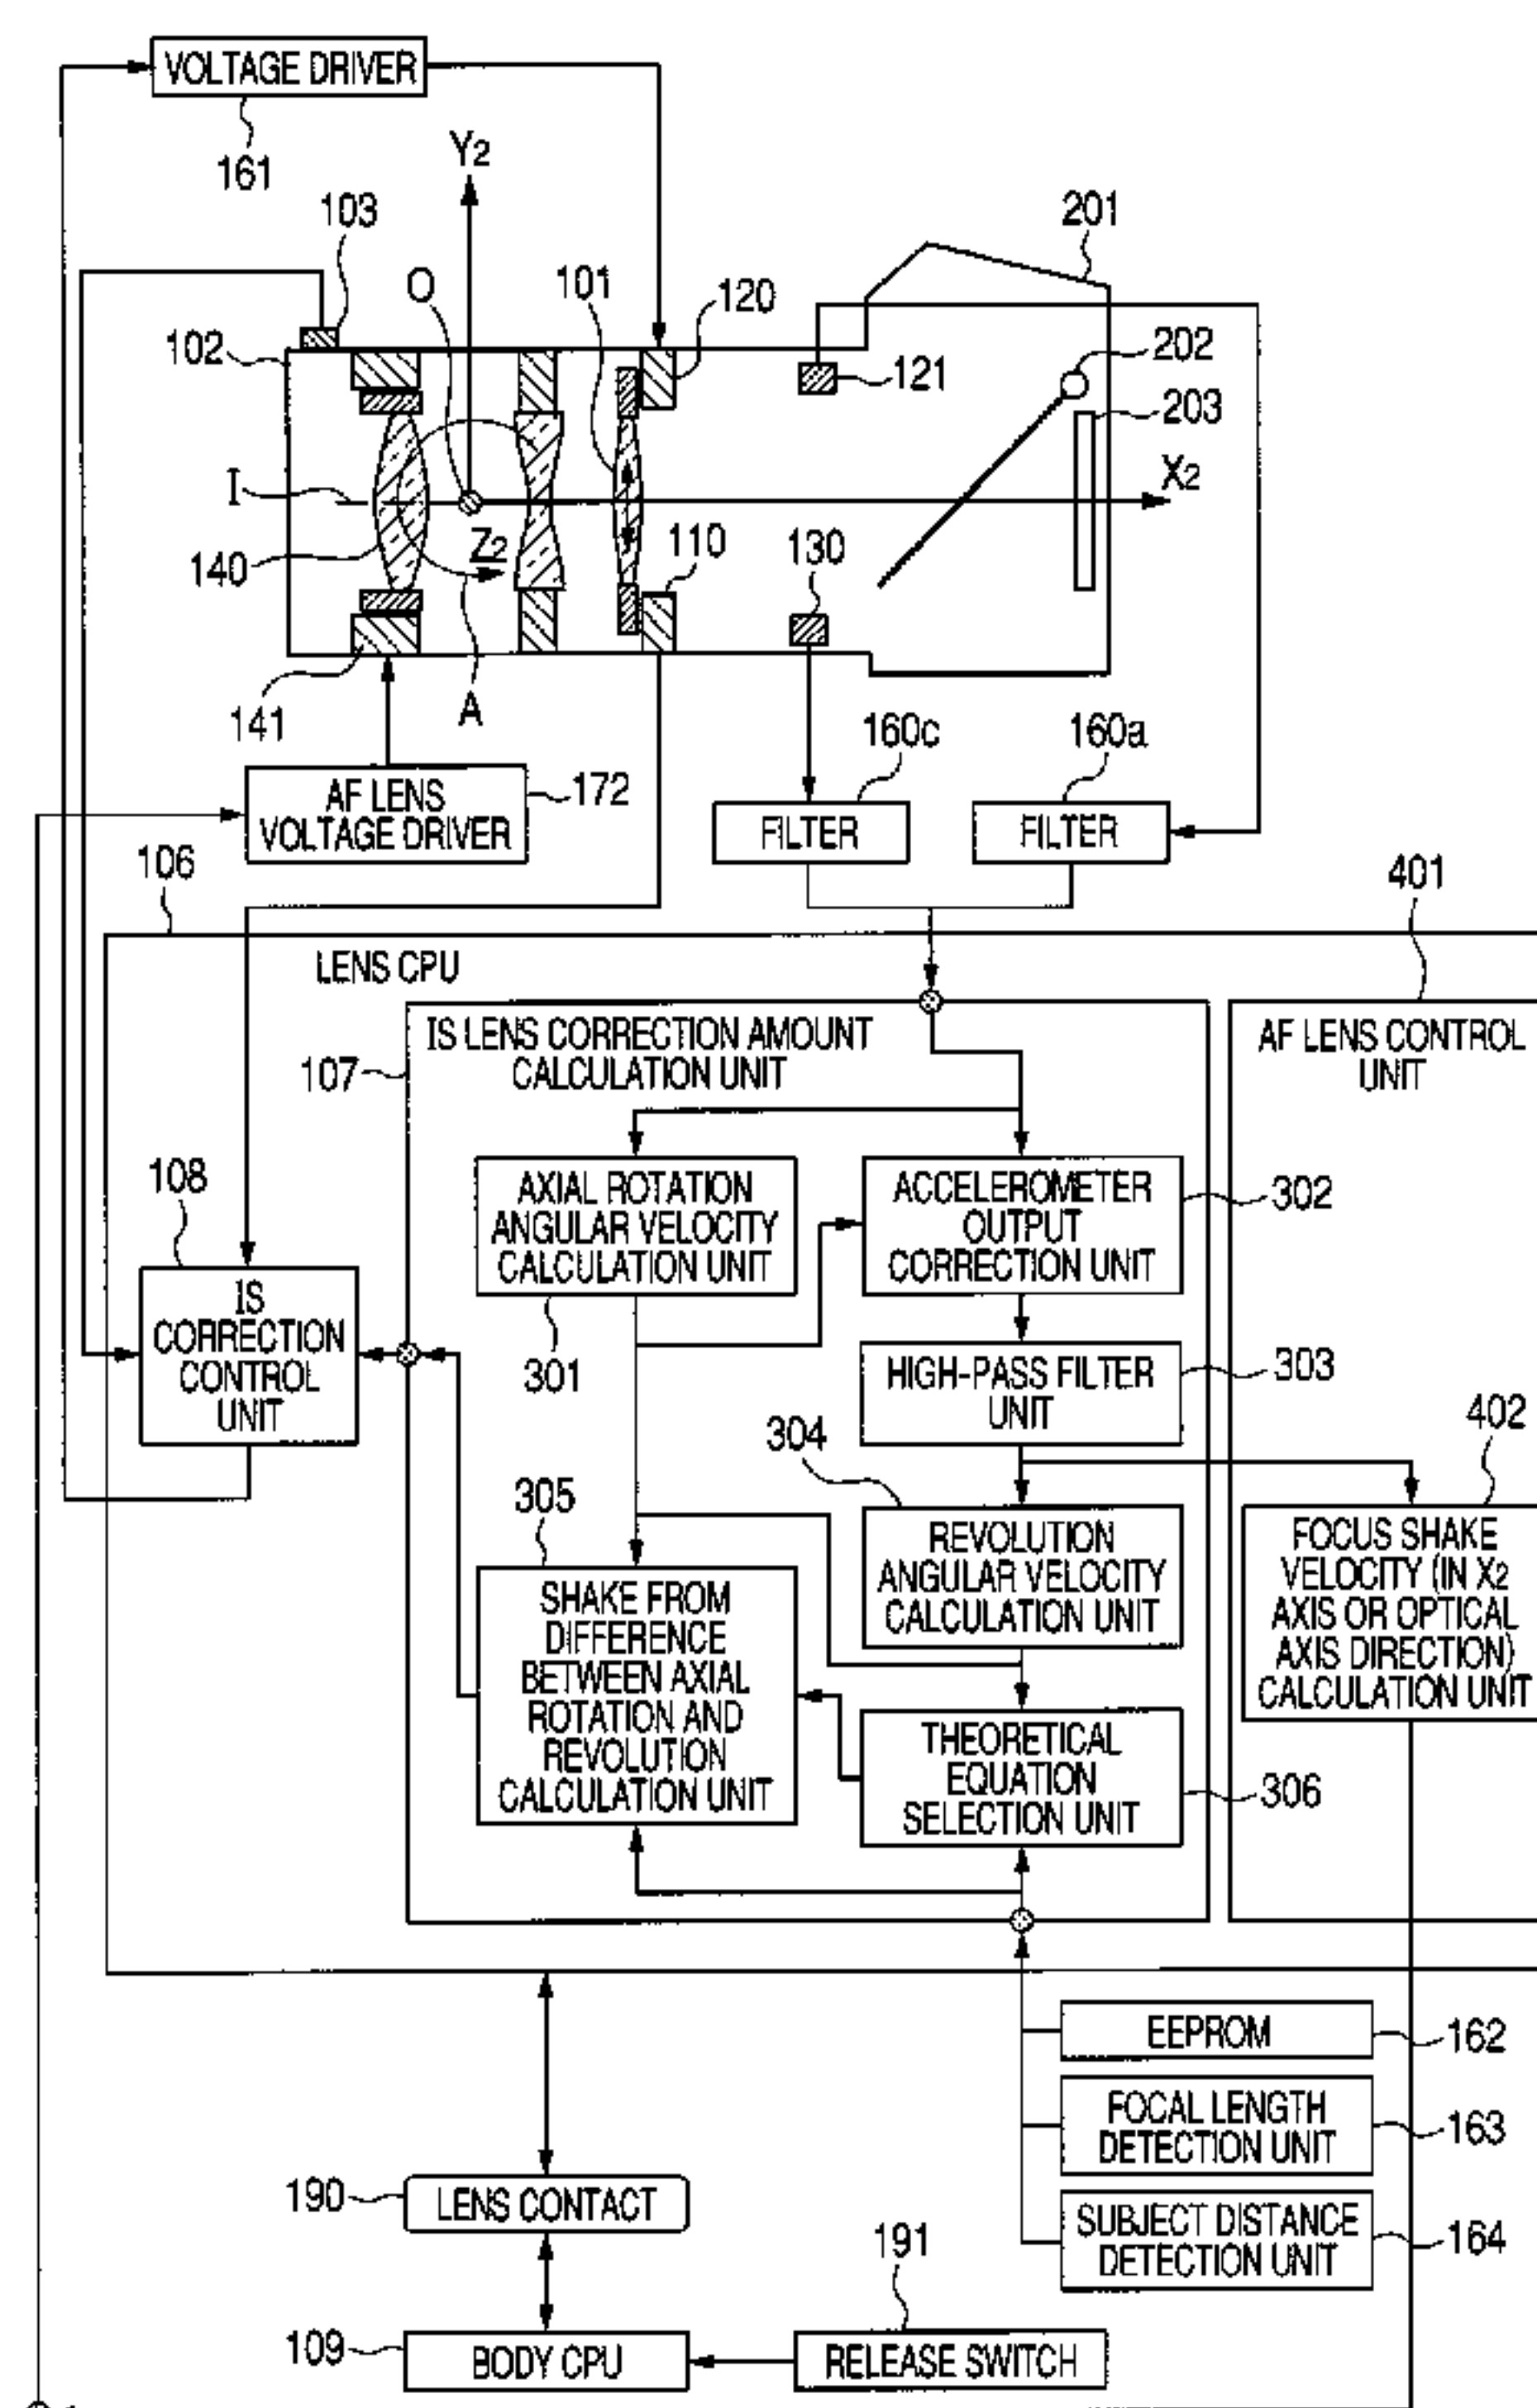 VOLTAGE DRIVER
161
Y2
103
201
O
101
120
102
202
121
203
I
X2
140
Z2
110
130
141
A
160c
160a
AF LENS
VOLTAGE DRIVER
172
FILTER
FILTER
106
401
LENS CPU
IS LENS CORRECTION AMOUNT
CALCULATION UNIT
107
AF LENS CONTROL
UNIT
108
AXIAL ROTATION
ANGULAR VELOCITY
CALCULATION UNIT
301
ACCELEROMETER
OUTPUT
CORRECTION UNIT
302
IS
CORRECTION
CONTROL
UNIT
HIGH-PASS FILTER
UNIT
303
304
402
305
REVOLUTION
ANGULAR VELOCITY
CALCULATION UNIT
FOCUS SHAKE
VELOCITY (IN X2
AXIS OR OPTICAL
AXIS DIRECTION)
CALCULATION UNIT
SHAKE FROM
DIFFERENCE
BETWEEN AXIAL
ROTATION AND
REVOLUTION
CALCULATION UNIT
THEORETICAL
EQUATION
SELECTION UNIT
306
EEPROM
162
FOCAL LENGTH
DETECTION UNIT
163
190
LENS CONTACT
SUBJECT DISTANCE
DETECTION UNIT
164
191
109
BODY CPU
RELEASE SWITCH